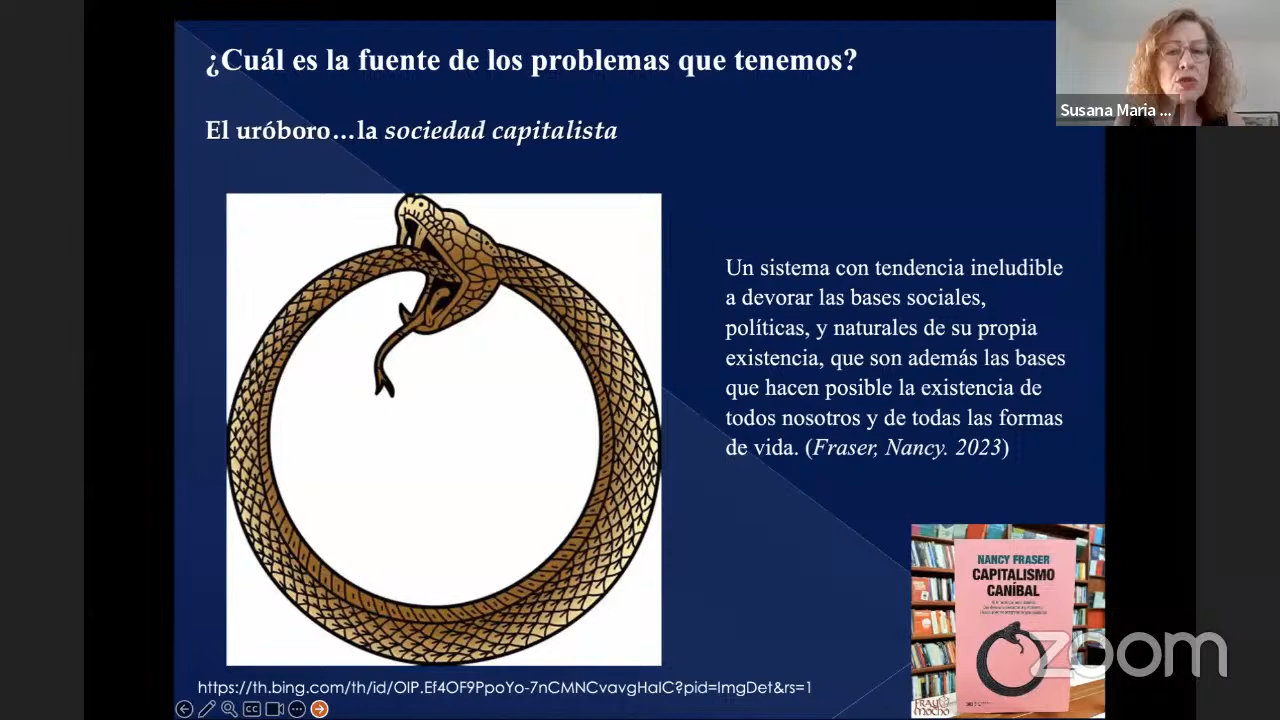 ¿Cuál es la fuente de los problemas que tenemos?
El uróboro...la sociedad capitalista
Susana Maria ...
Un sistema con tendencia ineludible
a devorar las bases sociales,
políticas, y naturales de su propia
existencia, que son además las bases
que hacen posible la existencia de
todos nosotros y de todas las formas
de vida. (Fraser, Nancy. 2023)
NANCY FRASER
CAPITALISMO
CANÍBAL
zoom
FRAY
MOCHO
https://th.bing.com/th/id/OIP.Ef4OF9PpoYo-7nCMNCvavgHaIC?pid=ImgDet&rs=1
CC